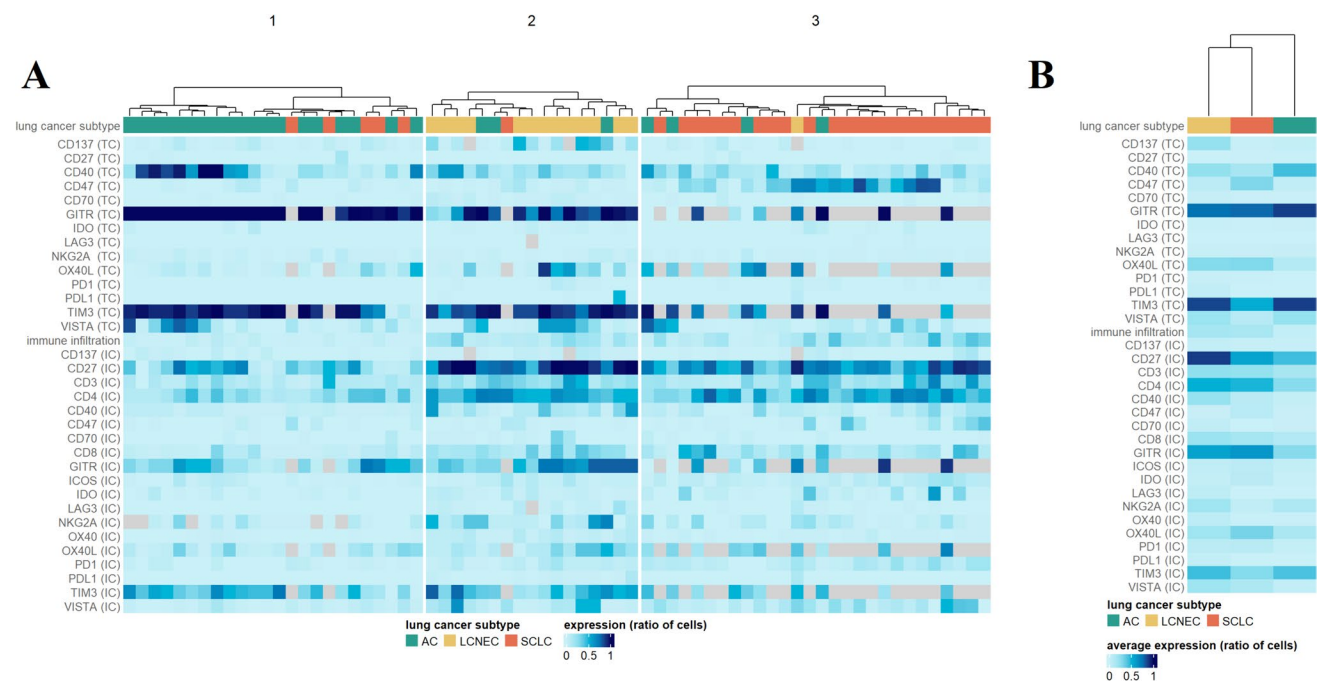 1 2 3
A
B
lung cancer subtype
CD137 (TC)
CD27 (TC)
CD40 (TC)
CD47 (TC)
CD70 (TC)
GITR (TC)
IDO (TC)
LAG3 (TC)
NKG2A (TC)
OX40L (TC)
PD1 (TC)
PDL1 (TC)
TIM3 (TC)
VISTA (TC)
immune infiltration
CD137 (IC)
CD27 (IC)
CD3 (IC)
CD4 (IC)
CD40 (IC)
CD47 (IC)
CD70 (IC)
CD8 (IC)
GITR (IC)
ICOS (IC)
IDO (IC)
LAG3 (IC)
NKG2A (IC)
OX40 (IC)
OX40L (IC)
PD1 (IC)
PDL1 (IC)
TIM3 (IC)
VISTA (IC)
lung cancer subtype
AC LCNEC SCLC
expression (ratio of cells)
0 0.5 1
lung cancer subtype
CD137 (TC)
CD27 (TC)
CD40 (TC)
CD47 (TC)
CD70 (TC)
GITR (TC)
IDO (TC)
LAG3 (TC)
NKG2A (TC)
OX40L (TC)
PD1 (TC)
PDL1 (TC)
TIM3 (TC)
VISTA (TC)
immune infiltration
CD137 (IC)
CD27 (IC)
CD3 (IC)
CD4 (IC)
CD40 (IC)
CD47 (IC)
CD70 (IC)
CD8 (IC)
GITR (IC)
ICOS (IC)
IDO (IC)
LAG3 (IC)
NKG2A (IC)
OX40 (IC)
OX40L (IC)
PD1 (IC)
PDL1 (IC)
TIM3 (IC)
VISTA (IC)
lung cancer subtype
AC LCNEC SCLC
average expression (ratio of cells)
0 0.5 1